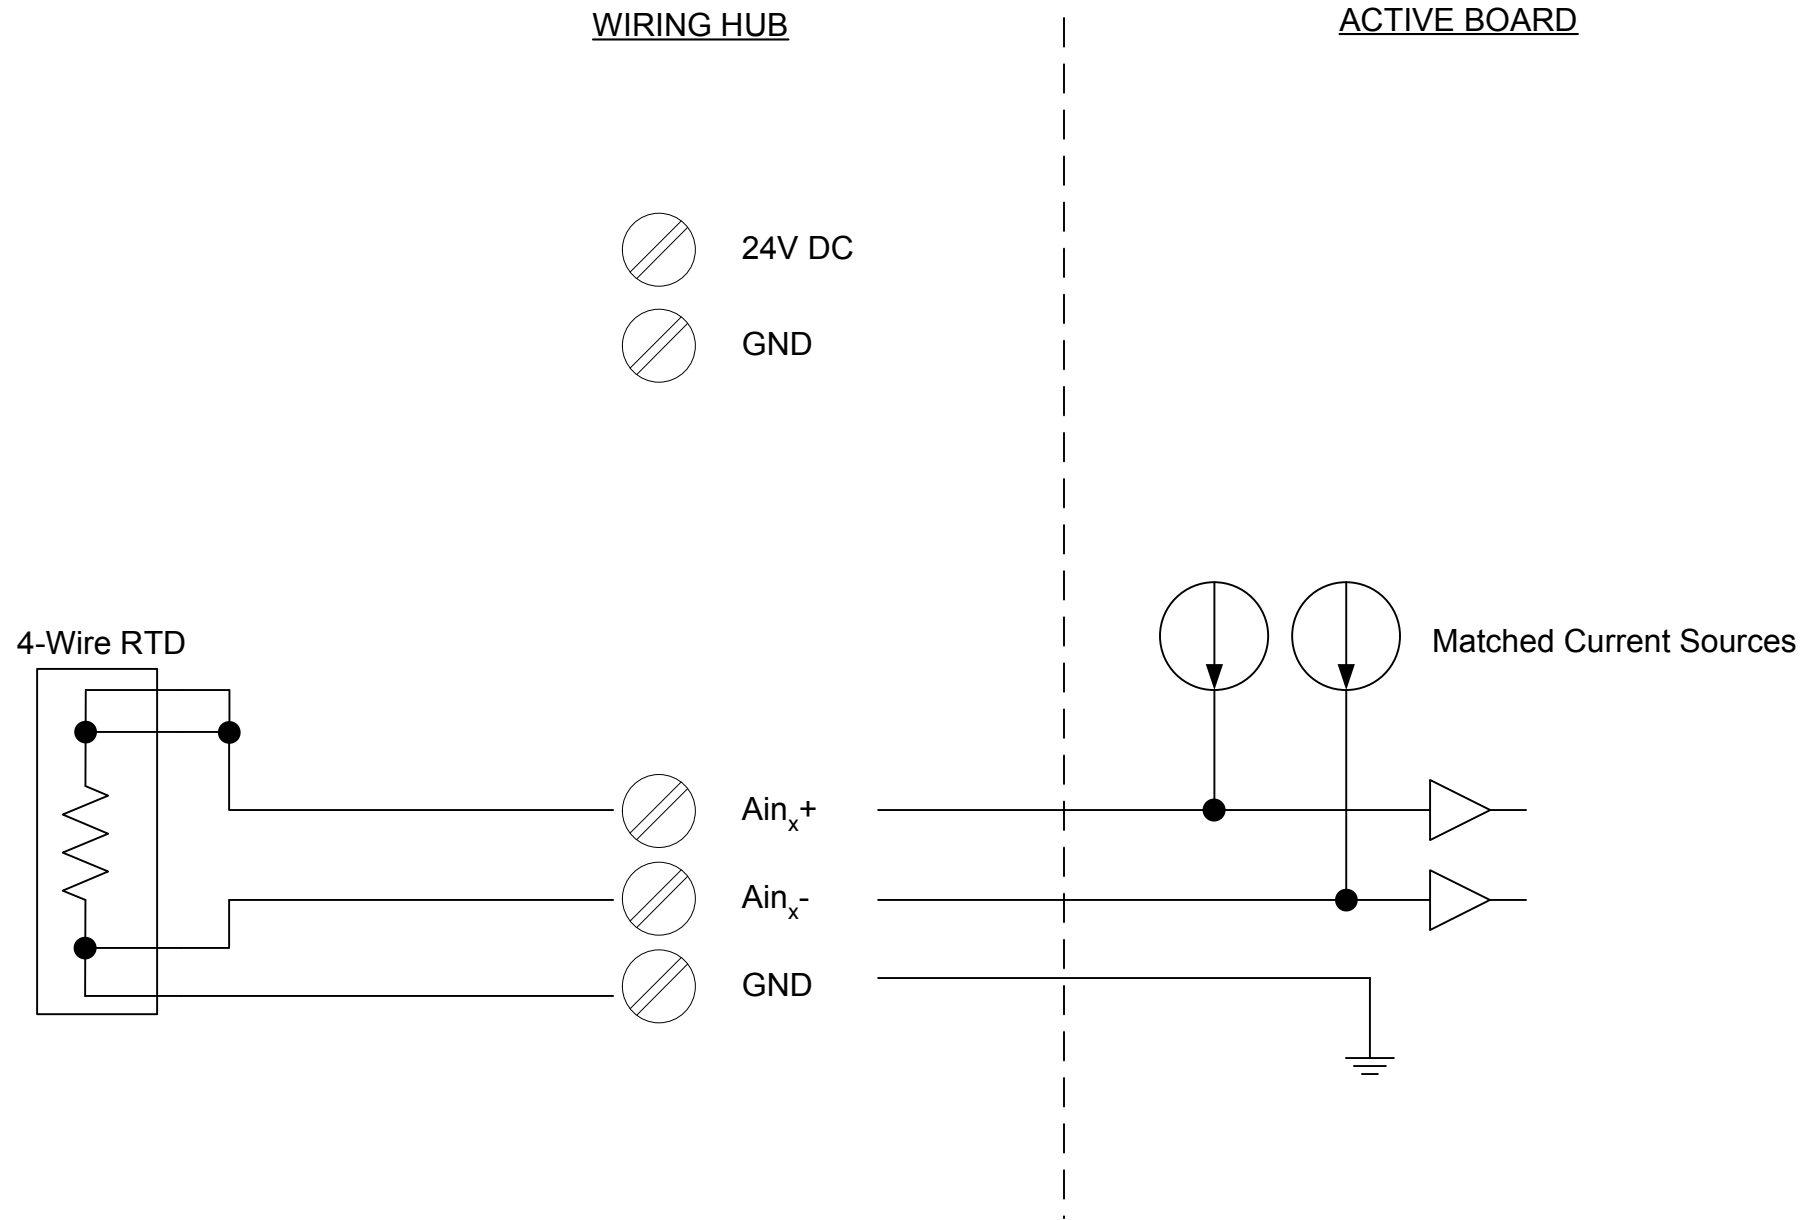 WIRING HUB
ACTIVE BOARD
24V DC
GND
4-Wire RTD
Matched Current Sources
Ainx+
Ainx-
GND